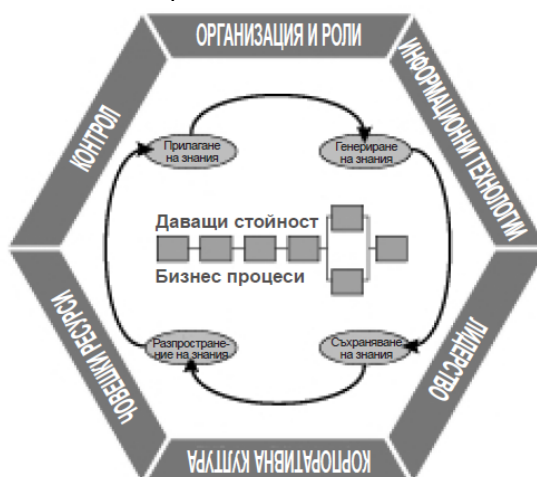 ОРГАНИЗАЦИЯ И РОЛИ
ИНФОРМАЦИОННИ ТЕХНОЛОГИИ
КОНТРОЛ
Прилагане
на знания
Генериране
на знания
Даващи стойност
Бизнес процеси
Разпростране-
ние на знания
Съхраняване
на знания
ЧОВЕШКИ РЕСУРСИ
ЛИДЕРСТВО
КОРПОРАТИВНА КУЛТУРА